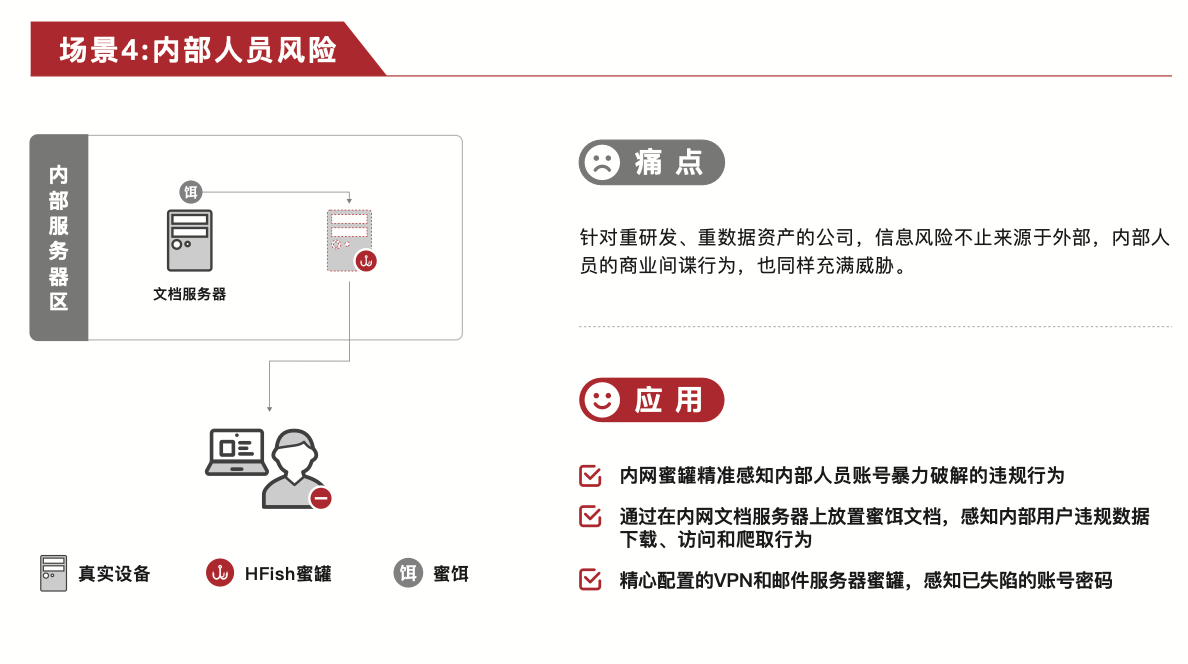 场景4:内部人员风险
内部服务器区
饵
文档服务器
真实设备
HFish蜜罐
饵
蜜饵
痛点
针对重研发、重数据资产的公司，信息风险不止来源于外部，内部人
员的商业间谍行为，也同样充满威胁。
应用
内网蜜罐精准感知内部人员账号暴力破解的违规行为
通过在内网文档服务器上放置蜜饵文档，感知内部用户违规数据
下载、访问和爬取行为
精心配置的VPN和邮件服务器蜜罐，感知已失陷的账号密码